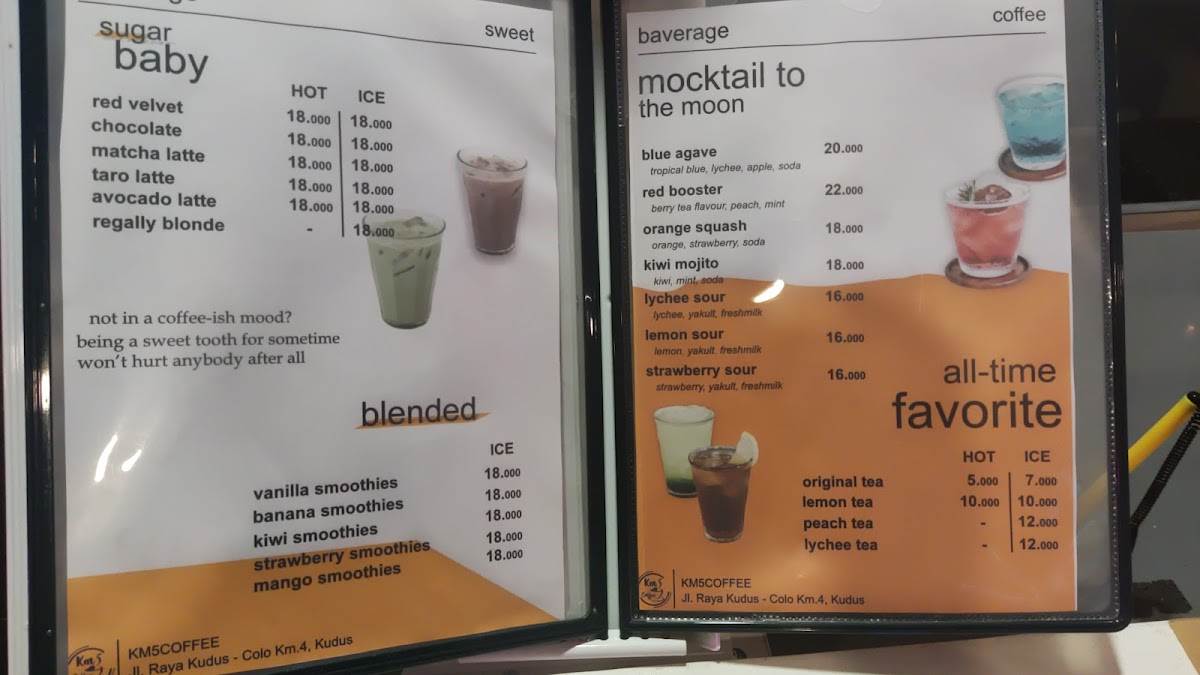 sweet
sugar
baby
HOT ICE
red velvet 18.000 18.000
chocolate 18.000 18.000
matcha latte 18.000 18.000
taro latte 18.000 18.000
avocado latte 18.000 18.000
regally blonde - 18.000
not in a coffee-ish mood?
being a sweet tooth for sometime
won't hurt anybody after all
blended
ICE
vanilla smoothies 18.000
banana smoothies 18.000
kiwi smoothies 18.000
strawberry smoothies 18.000
mango smoothies 18.000
Km 5
KM5COFFEE
Jl. Raya Kudus - Colo Km.4, Kudus
baverage coffee
mocktail to
the moon
blue agave 20.000
tropical blue, lychee, apple, soda
red booster 22.000
berry tea flavour, peach, mint
orange squash 18.000
orange, strawberry, soda
kiwi mojito 18.000
kiwi, mint, soda
lychee sour 16.000
lychee, yakult, freshmilk
lemon sour 16.000
lemon, yakult, freshmilk
strawberry sour 16.000
strawberry, yakult, freshmilk
all-time
favorite
HOT ICE
original tea 5.000 7.000
lemon tea 10.000 10.000
peach tea - 12.000
lychee tea - 12.000
Km 5
Coffee
KM5COFFEE
Jl. Raya Kudus - Colo Km.4, Kudus